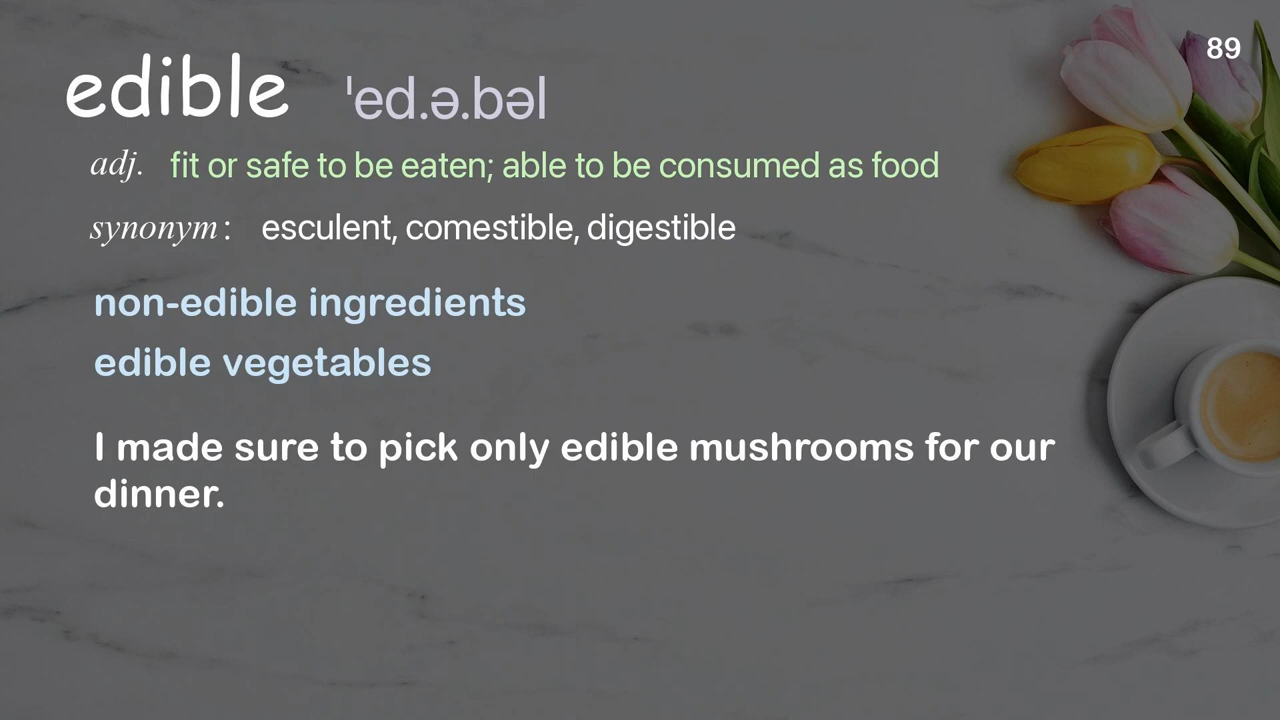 89
edible ˈed.ə.bəl
adj. fit or safe to be eaten; able to be consumed as food
synonym: esculent, comestible, digestible
non-edible ingredients
edible vegetables
I made sure to pick only edible mushrooms for our
dinner.